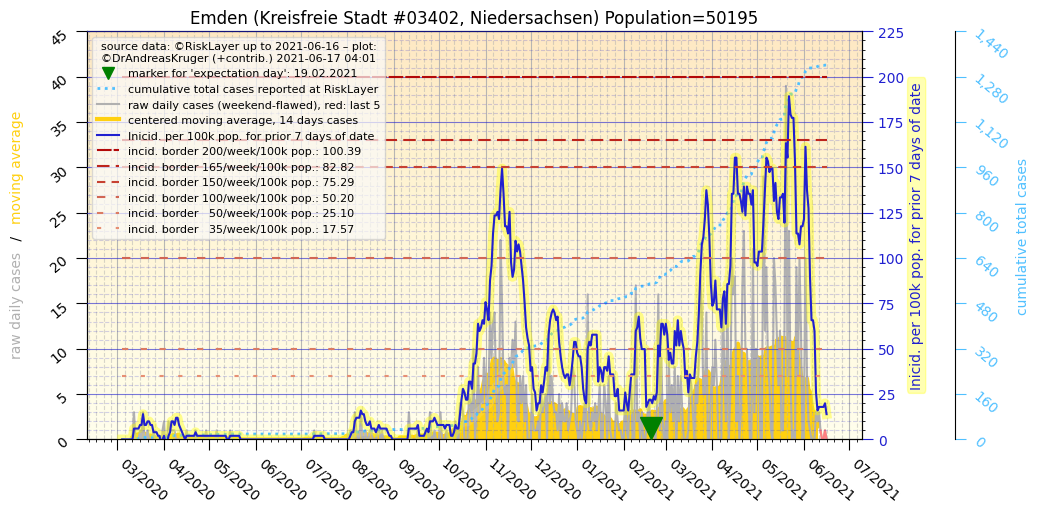 Emden (Kreisfreie Stadt #03402, Niedersachsen) Population=50195
source data: ©RiskLayer up to 2021-06-16 – plot:
©DrAndreasKruger (+contrib.) 2021-06-17 04:01
marker for 'expectation day': 19.02.2021
cumulative total cases reported at RiskLayer
raw daily cases (weekend-flawed), red: last 5
centered moving average, 14 days cases
Inicid. per 100k pop. for prior 7 days of date
incid. border 200/week/100k pop.: 100.39
incid. border 165/week/100k pop.: 82.82
incid. border 150/week/100k pop.: 75.29
incid. border 100/week/100k pop.: 50.20
incid. border 50/week/100k pop.: 25.10
incid. border 35/week/100k pop.: 17.57
raw daily cases / moving average
45
40
35
30
25
20
15
10
5
0
03/2020
04/2020
05/2020
06/2020
07/2020
08/2020
09/2020
10/2020
11/2020
12/2020
01/2021
02/2021
03/2021
04/2021
05/2021
06/2021
07/2021
225
200
175
150
125
100
75
50
25
0
Inicid. per 100k pop. for prior 7 days of date
1,440
1,280
1,120
960
800
640
480
320
160
0
cumulative total cases